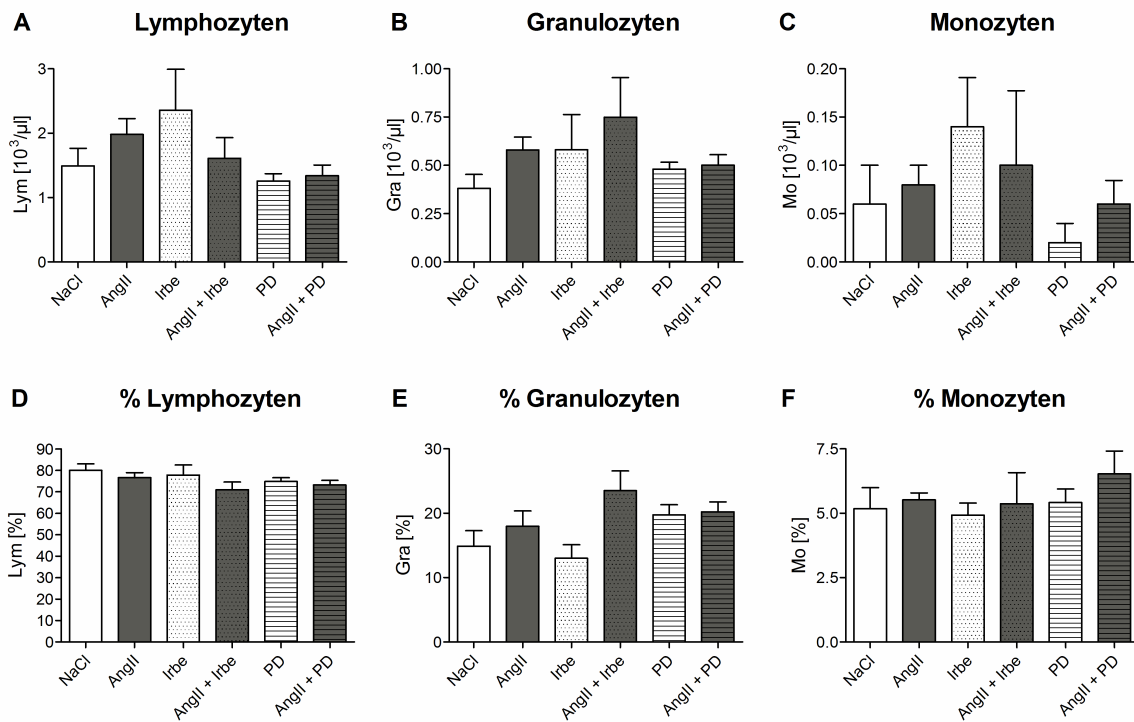 A Lymphozyten
Lym [10³/µl]
3
2
1
0
NaCl
AngII
Irbe
AngII + Irbe
PD
AngII + PD
B Granulozyten
Gra [10³/µl]
1.00
0.75
0.50
0.25
0.00
NaCl
AngII
Irbe
AngII + Irbe
PD
AngII + PD
C Monozyten
Mo [10³/µl]
0.20
0.15
0.10
0.05
0.00
NaCl
AngII
Irbe
AngII + Irbe
PD
AngII + PD
D % Lymphozyten
Lym [%]
90
80
70
60
50
40
30
20
10
0
NaCl
AngII
Irbe
AngII + Irbe
PD
AngII + PD
E % Granulozyten
Gra [%]
30
20
10
0
NaCl
AngII
Irbe
AngII + Irbe
PD
AngII + PD
F % Monozyten
Mo [%]
7.5
5.0
2.5
0.0
NaCl
AngII
Irbe
AngII + Irbe
PD
AngII + PD